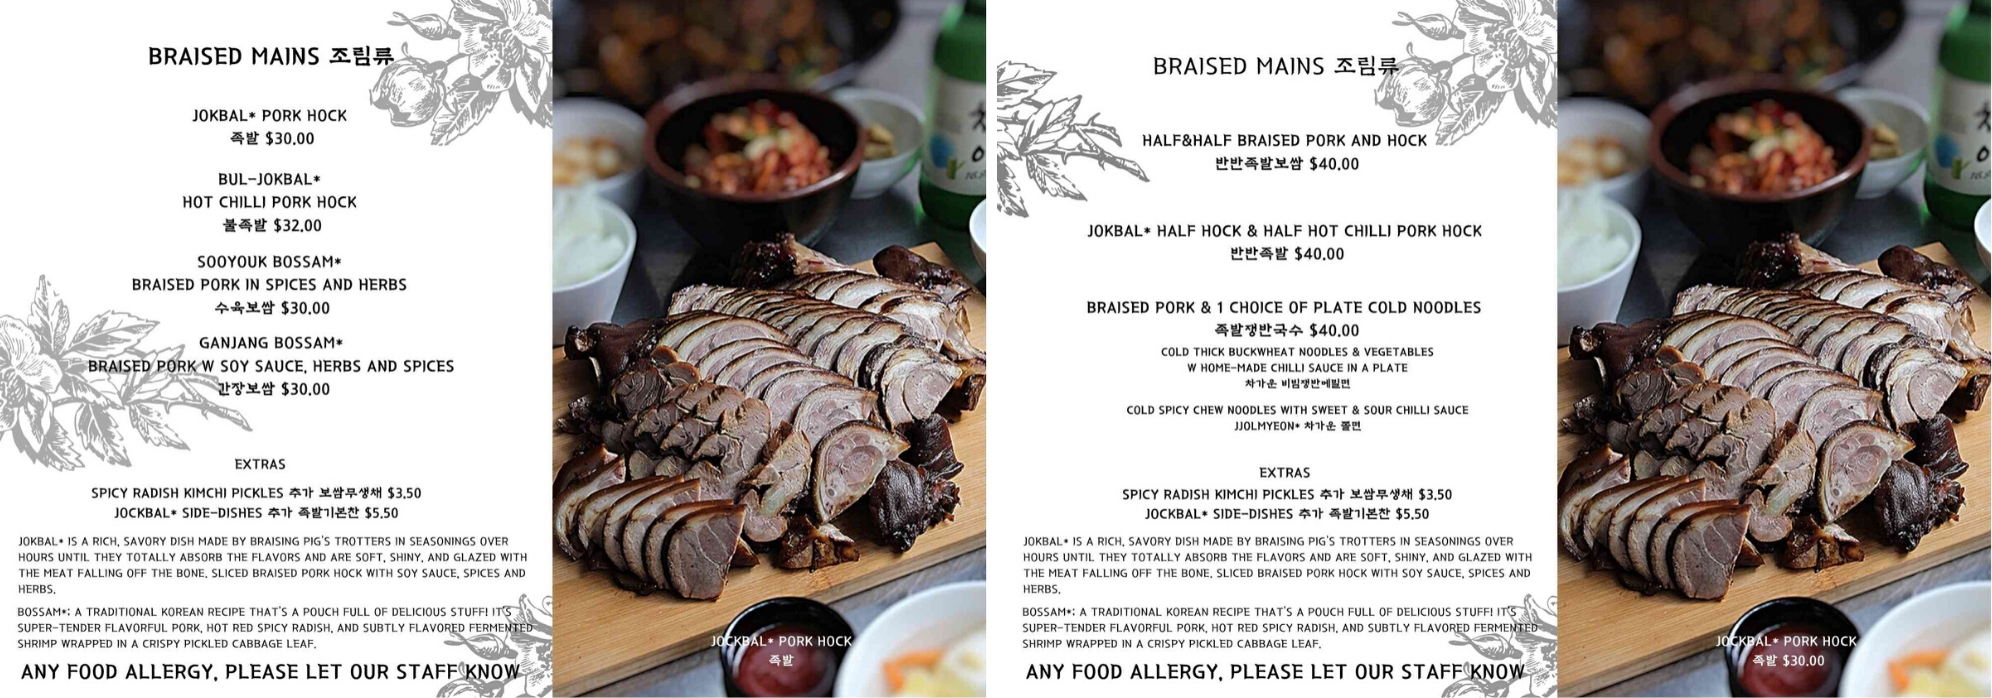 BRAISED MAINS 조림류
JOKBAL* PORK HOCK
족발 $30.00
BUL-JOKBAL*
HOT CHILLI PORK HOCK
불족발 $32.00
SOOYOUK BOSSAM*
BRAISED PORK IN SPICES AND HERBS
수육보쌈 $30.00
GANJANG BOSSAM*
BRAISED PORK W SOY SAUCE, HERBS AND SPICES
간장보쌈 $30.00
EXTRAS
SPICY RADISH KIMCHI PICKLES 추가 보쌈무생채 $3.50
JOCKBAL* SIDE-DISHES 추가 족발기본찬 $5.50
JOKBAL* IS A RICH, SAVORY DISH MADE BY BRAISING PIG'S TROTTERS IN SEASONINGS OVER
HOURS UNTIL THEY TOTALLY ABSORB THE FLAVORS AND ARE SOFT, SHINY, AND GLAZED WITH
THE MEAT FALLING OFF THE BONE. SLICED BRAISED PORK HOCK WITH SOY SAUCE, SPICES AND
HERBS.
BOSSAM*: A TRADITIONAL KOREAN RECIPE THAT'S A POUCH FULL OF DELICIOUS STUFF! IT'S
SUPER-TENDER FLAVORFUL PORK, HOT RED SPICY RADISH, AND SUBTLY FLAVORED FERMENTED
SHRIMP WRAPPED IN A CRISPY PICKLED CABBAGE LEAF.
ANY FOOD ALLERGY, PLEASE LET OUR STAFF KNOW
JOCKBAL* PORK HOCK
족발
BRAISED MAINS 조림류
HALF&HALF BRAISED PORK AND HOCK
반반족발보쌈 $40.00
JOKBAL* HALF HOCK & HALF HOT CHILLI PORK HOCK
반반족발 $40.00
BRAISED PORK & 1 CHOICE OF PLATE COLD NOODLES
족발쟁반국수 $40.00
COLD THICK BUCKWHEAT NOODLES & VEGETABLES
W HOME-MADE CHILLI SAUCE IN A PLATE
차가운 비빔쟁반메밀면
COLD SPICY CHEW NOODLES WITH SWEET & SOUR CHILLI SAUCE
JJOLMYEON* 차가운 쫄면
EXTRAS
SPICY RADISH KIMCHI PICKLES 추가 보쌈무생채 $3.50
JOCKBAL* SIDE-DISHES 추가 족발기본찬 $5.50
JOKBAL* IS A RICH, SAVORY DISH MADE BY BRAISING PIG'S TROTTERS IN SEASONINGS OVER
HOURS UNTIL THEY TOTALLY ABSORB THE FLAVORS AND ARE SOFT, SHINY, AND GLAZED WITH
THE MEAT FALLING OFF THE BONE. SLICED BRAISED PORK HOCK WITH SOY SAUCE, SPICES AND
HERBS.
BOSSAM*: A TRADITIONAL KOREAN RECIPE THAT'S A POUCH FULL OF DELICIOUS STUFF! IT'S
SUPER-TENDER FLAVORFUL PORK, HOT RED SPICY RADISH, AND SUBTLY FLAVORED FERMENTED
SHRIMP WRAPPED IN A CRISPY PICKLED CABBAGE LEAF.
ANY FOOD ALLERGY, PLEASE LET OUR STAFF KNOW
JOCKBAL* PORK HOCK
족발 $30.00